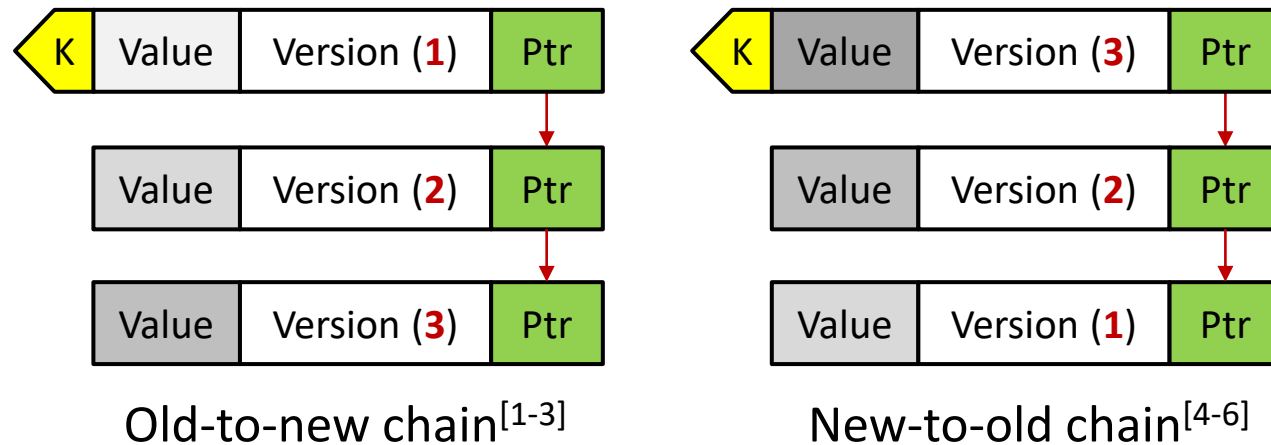 K Value Version (1) Ptr
Value Version (2) Ptr
Value Version (3) Ptr
Old-to-new chain[1-3]
K Value Version (3) Ptr
Value Version (2) Ptr
Value Version (1) Ptr
New-to-old chain[4-6]